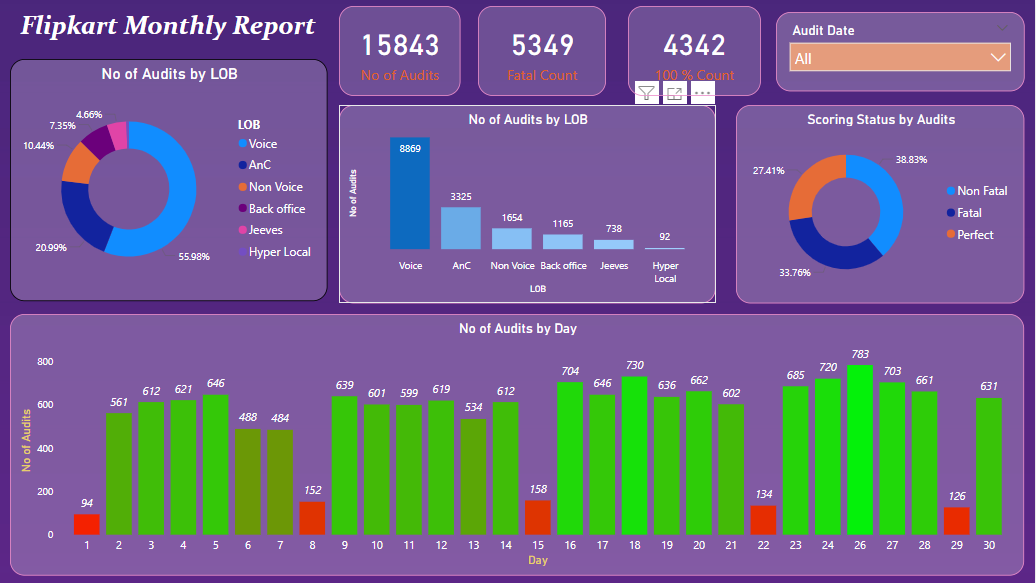 Flipkart Monthly Report
15843
No of Audits
5349
Fatal Count
4342
100 % Count
Audit Date
All
No of Audits by LOB
4.66%
7.35%
10.44%
20.99%
55.98%
LOB
Voice
AnC
Non Voice
Back office
Jeeves
Hyper Local
No of Audits by LOB
No of Audits
8869
3325
1654
1165
738
92
Voice
AnC
Non Voice
Back office
Jeeves
Hyper
Local
LOB
Scoring Status by Audits
27.41%
38.83%
33.76%
Non Fatal
Fatal
Perfect
No of Audits by Day
No of Audits
800
600
400
200
0
94
561
612
621
646
488
484
152
639
601
599
619
534
612
158
704
646
730
636
662
602
134
685
720
783
703
661
126
631
1 2 3 4 5 6 7 8 9 10 11 12 13 14 15 16 17 18 19 20 21 22 23 24 26 27 28 29 30
Day